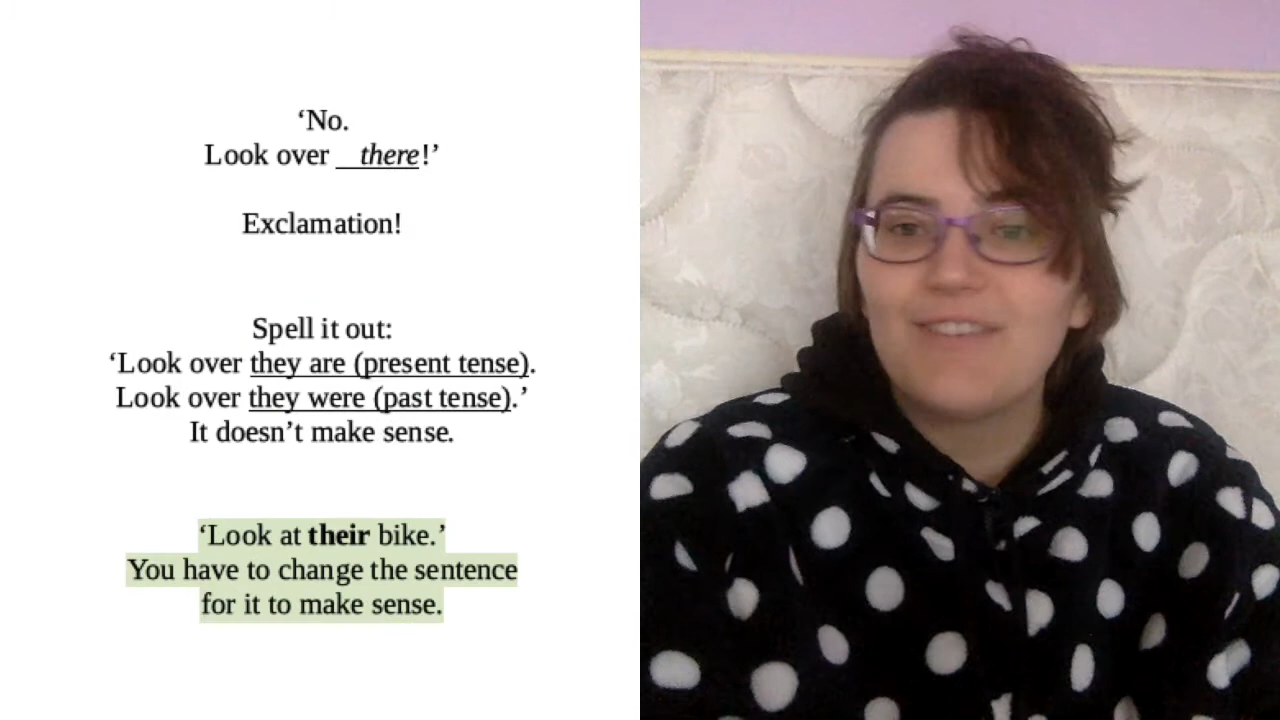 ‘No.
Look over __there!’
Exclamation!
Spell it out:
‘Look over they are (present tense).
Look over they were (past tense).’
It doesn’t make sense.
‘Look at their bike.’
You have to change the sentence
for it to make sense.